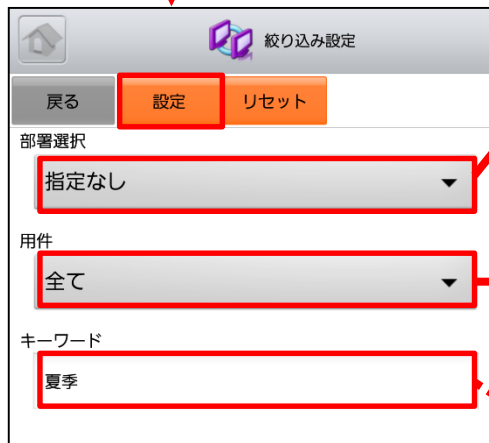 絞り込み設定
戻る 設定 リセット
部署選択
指定なし
用件
全て
キーワード
夏季